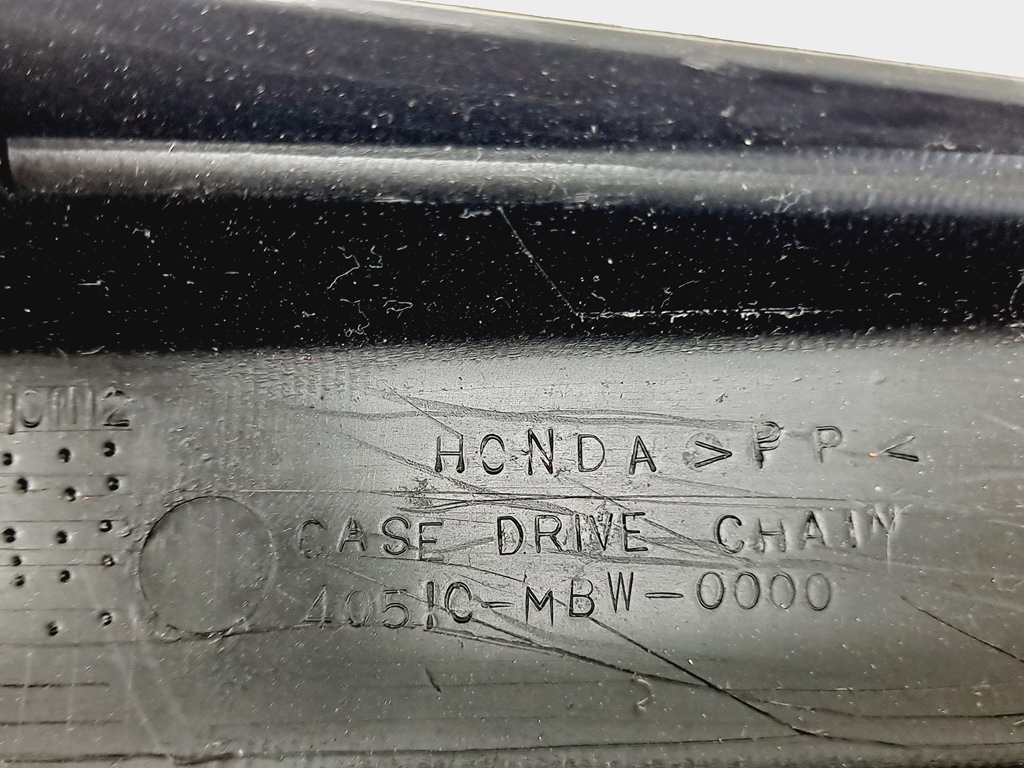 HONDA >PP<
CASE DRIVE CHAIN
40510-MBW-0000